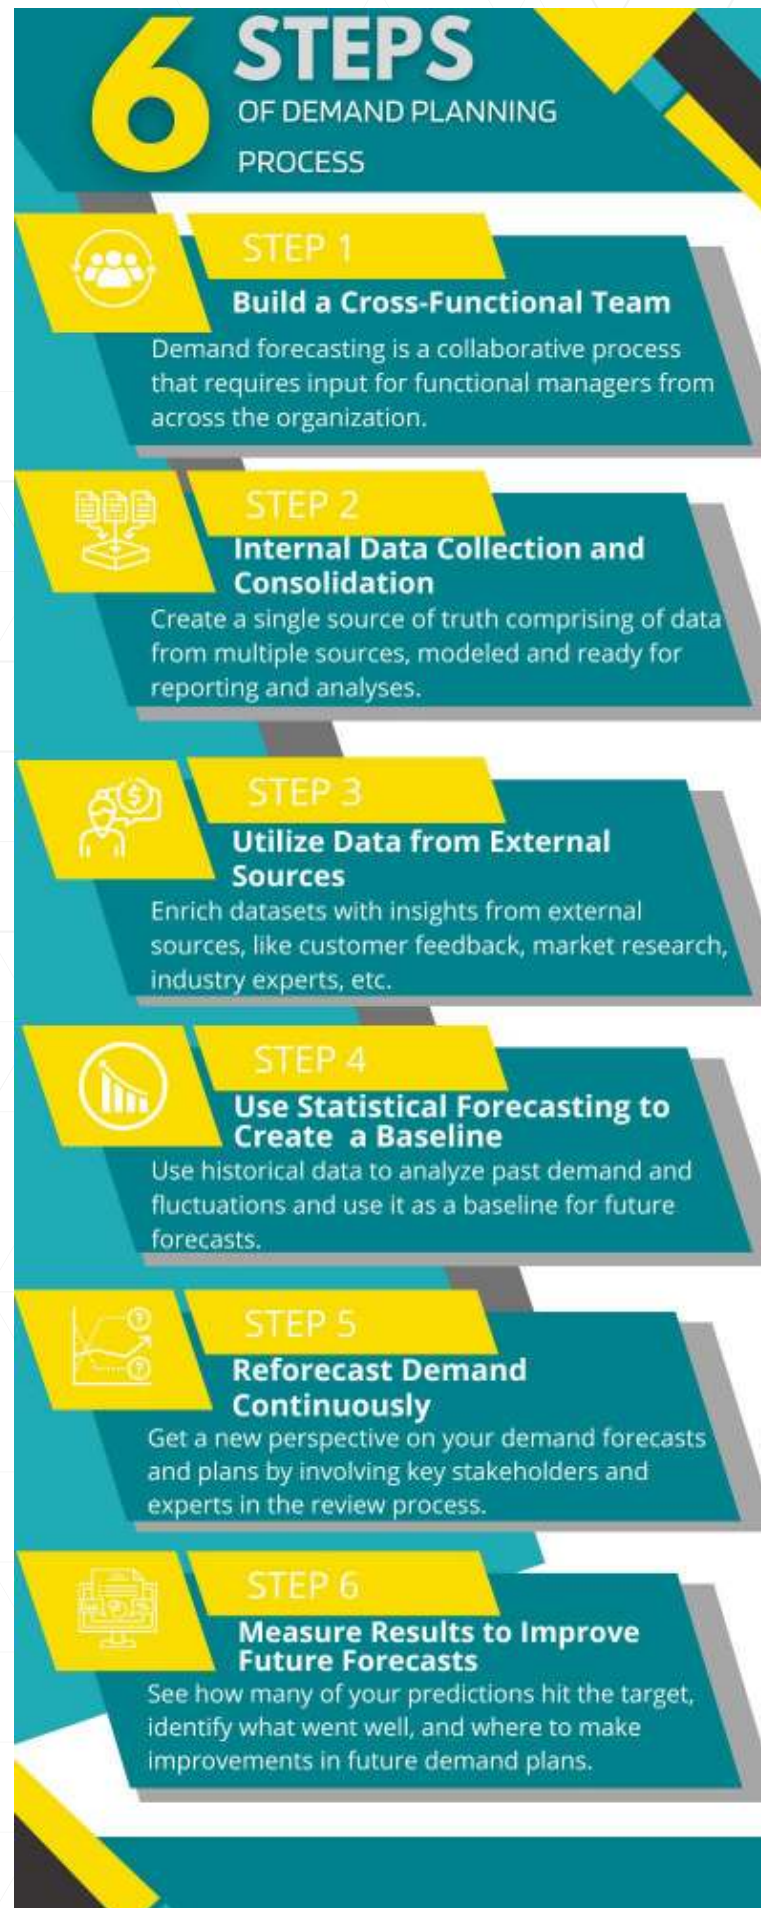 6
STEPS
OF DEMAND PLANNING
PROCESS
STEP 1
Build a Cross-Functional Team
Demand forecasting is a collaborative process
that requires input for functional managers from
across the organization.
STEP 2
Internal Data Collection and
Consolidation
Create a single source of truth comprising of data
from multiple sources, modeled and ready for
reporting and analyses.
STEP 3
Utilize Data from External
Sources
Enrich datasets with insights from external
sources, like customer feedback, market research,
industry experts, etc.
STEP 4
Use Statistical Forecasting to
Create a Baseline
Use historical data to analyze past demand and
fluctuations and use it as a baseline for future
forecasts.
STEP 5
Reforecast Demand
Continuously
Get a new perspective on your demand forecasts
and plans by involving key stakeholders and
experts in the review process.
STEP 6
Measure Results to Improve
Future Forecasts
See how many of your predictions hit the target,
identify what went well, and where to make
improvements in future demand plans.